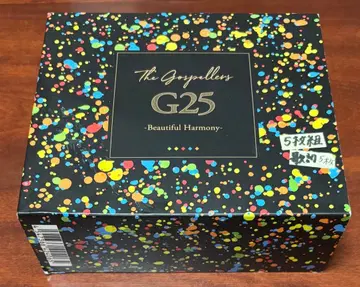 The Gospellers
G25
-Beautiful Harmony-
5枚組